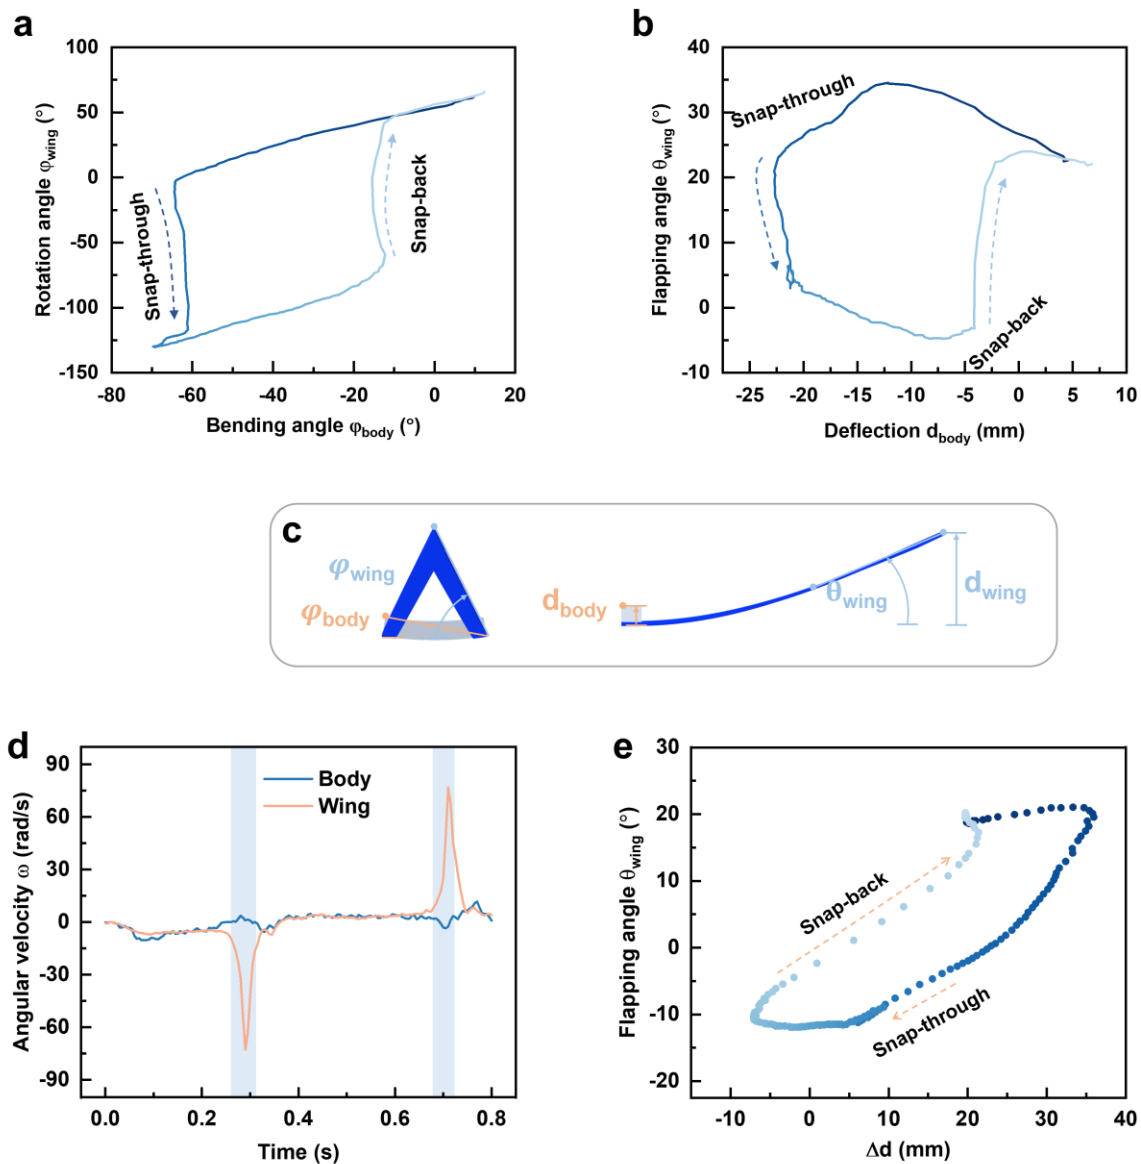 a
100
50
0
-50
-100
-150
-80
-60
-40
-20
0
20
Rotation angle φwing (°)
Bending angle φbody (°)
Snap-through
Snap-back
b
40
30
20
10
0
-10
-25
-20
-15
-10
-5
0
5
10
Flapping angle θwing (°)
Deflection dbody (mm)
Snap-through
Snap-back
c
φwing
φbody
dbody
θwing
dwing
d
90
60
30
0
-30
-60
-90
0.0
0.2
0.4
0.6
0.8
Angular velocity ω (rad/s)
Time (s)
Body
Wing
e
30
20
10
0
-10
-20
-10
0
10
20
30
40
Flapping angle θwing (°)
Δd (mm)
Snap-back
Snap-through